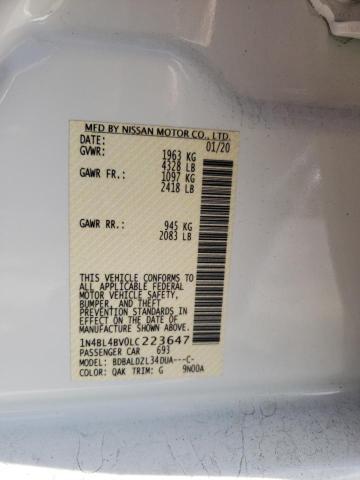 MFD BY NISSAN MOTOR CO., LTD.
DATE: 01/20
GVWR: 1963 KG
4328 LB
GAWR FR.: 1097 KG
2418 LB
GAWR RR.: 945 KG
2083 LB
THIS VEHICLE CONFORMS TO
ALL APPLICABLE FEDERAL
MOTOR VEHICLE SAFETY,
BUMPER, AND THEFT
PREVENTION STANDARDS IN
EFFECT ON THE DATE OF
MANUFACTURE SHOWN ABOVE.
1N4BL4BV0LC223647
PASSENGER CAR 693
MODEL: BDBALDZL34DUA---C-
COLOR: QAK TRIM: G 9N00A